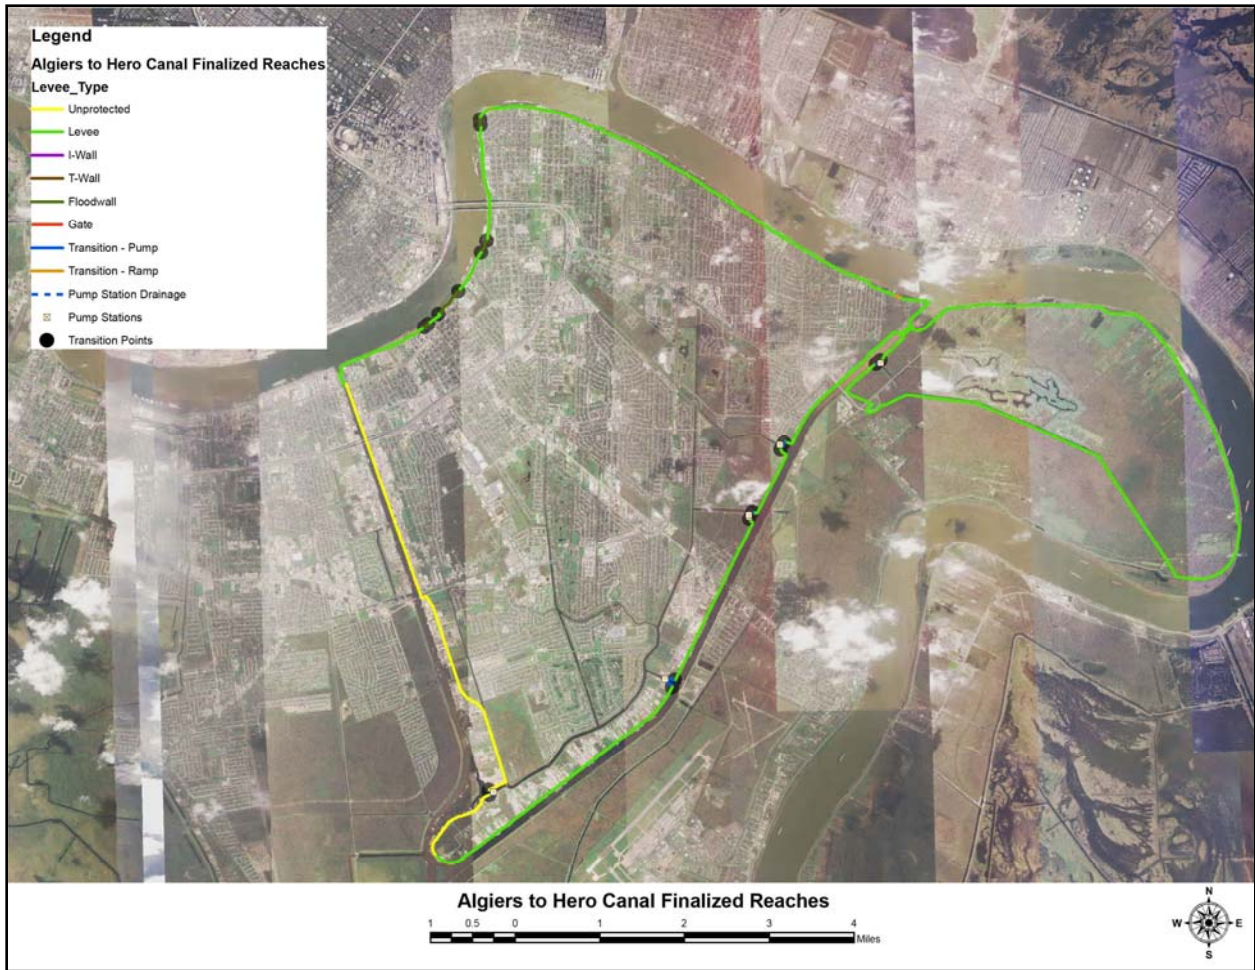 Legend
Algiers to Hero Canal Finalized Reaches
Levee_Type
Unprotected
Levee
I-Wall
T-Wall
Floodwall
Gate
Transition - Pump
Transition - Ramp
Pump Station Drainage
Pump Stations
Transition Points
Algiers to Hero Canal Finalized Reaches
1 0.5 0 1 2 3 4
Miles
N
W E
S